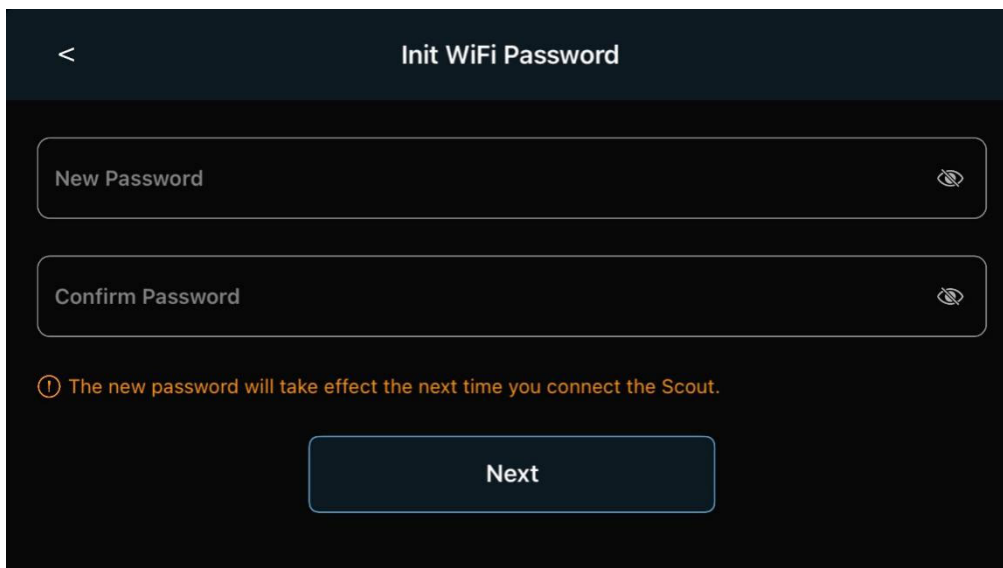 < Init WiFi Password
New Password
Confirm Password
The new password will take effect the next time you connect the Scout.
Next